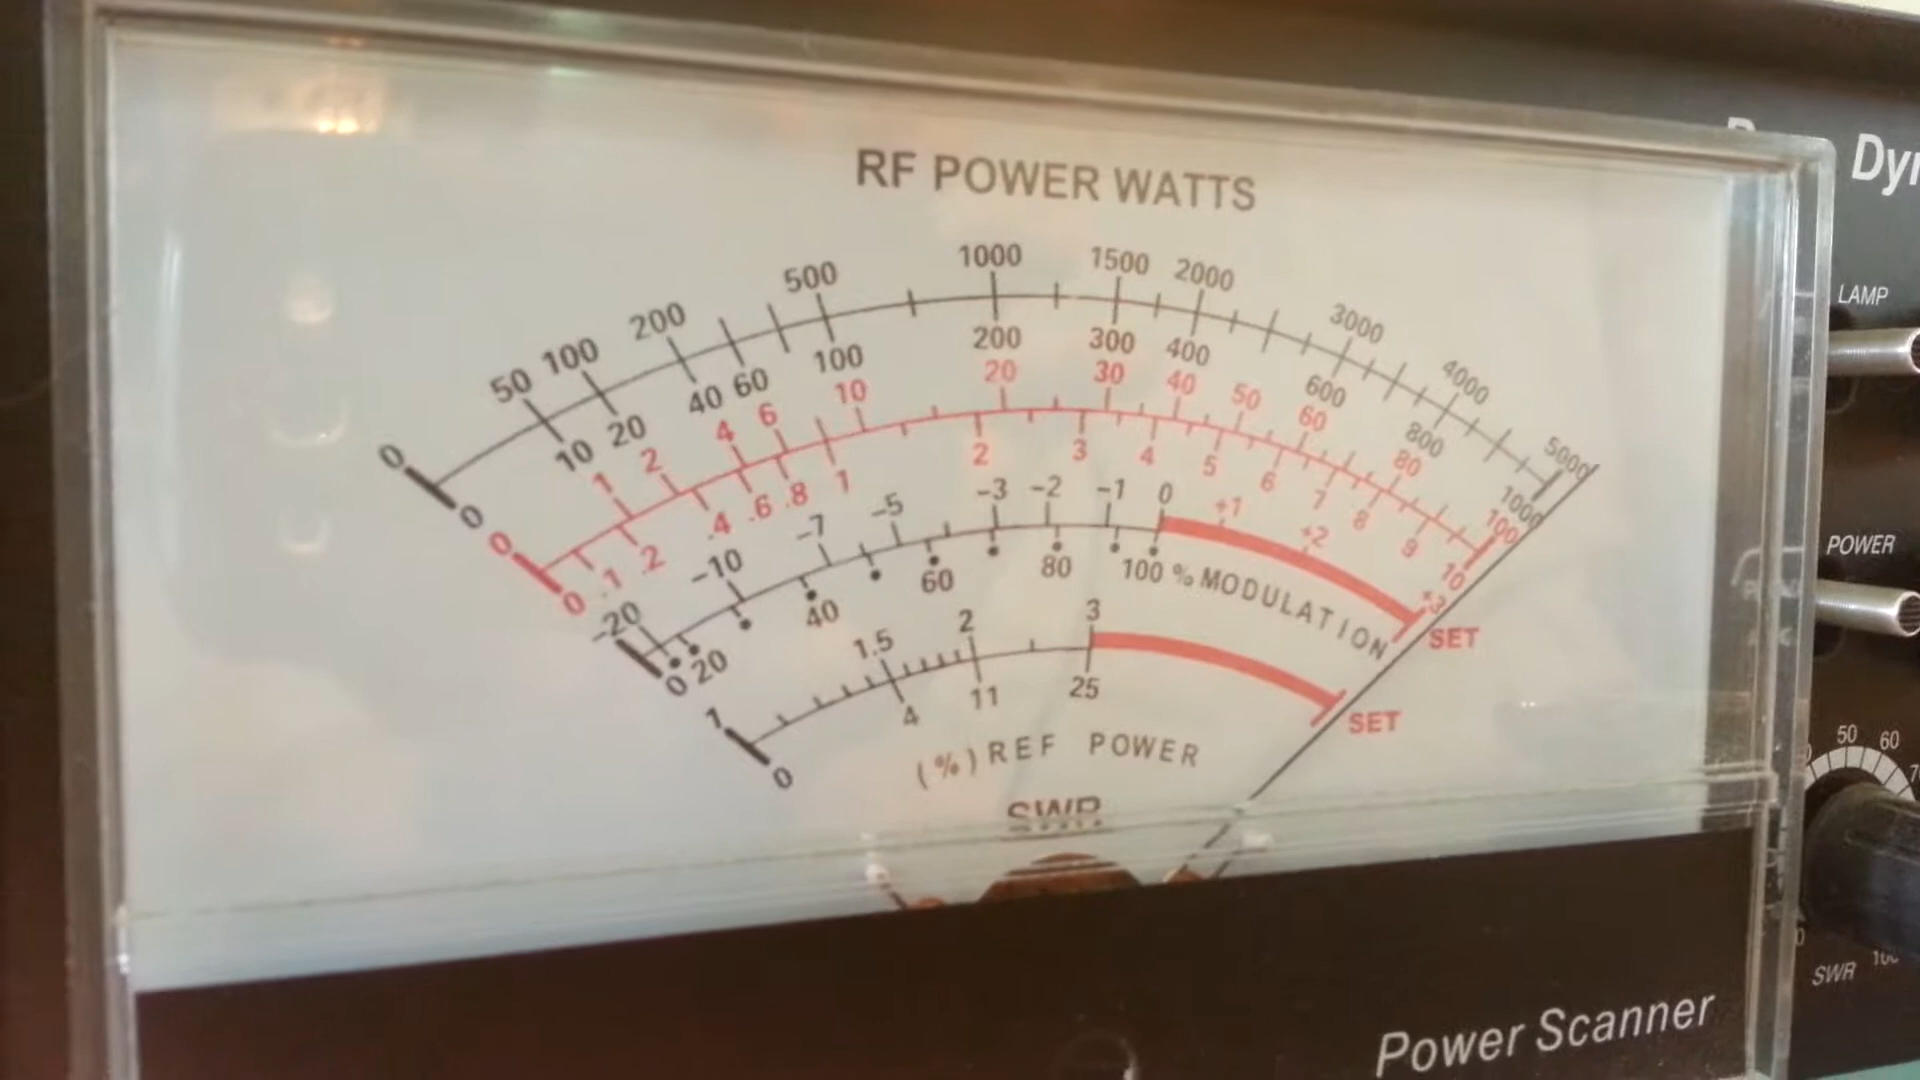 RF POWER WATTS
0 50 100 200 500 1000 1500 2000 3000 4000 5000
0 10 20 40 60 100 200 300 400 600 800 1000
0 1 2 4 6 10 20 30 40 50 60 80 100
0 .1 .2 .4 .6 .8 1 2 3 4 5 6 7 8 9 10
-20 -10 -7 -5 -3 -2 -1 0 +1 +2 +3
SET
0 20 40 60 80 100 % MODULATION
1 1.5 2 3
SET
0 4 11 25
(%) REF POWER
SWR
Power Scanner
LAMP
POWER
50 60
SWR